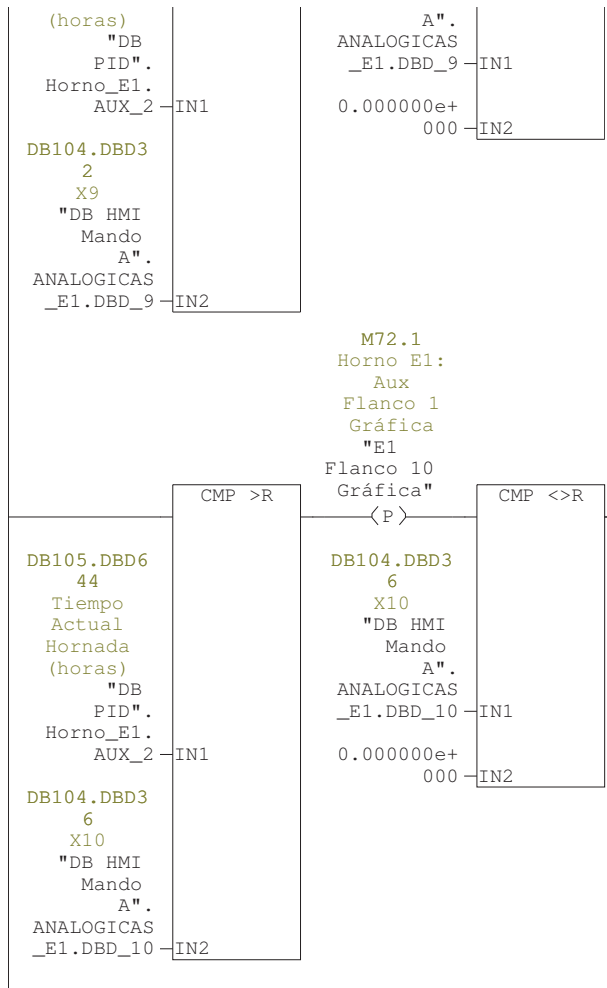 (horas)
"DB
PID".
Horno_E1.
AUX_2
IN1
DB104.DBD3
2
X9
"DB HMI
Mando
A".
ANALOGICAS
_E1.DBD_9
IN2
A".
ANALOGICAS
_E1.DBD_9
IN1
0.000000e+
000
IN2
M72.1
Horno E1:
Aux
Flanco 1
Gráfica
"E1
Flanco 10
Gráfica"
CMP >R
(P)
CMP <>R
DB105.DBD6
44
Tiempo
Actual
Hornada
(horas)
"DB
PID".
Horno_E1.
AUX_2
IN1
DB104.DBD3
6
X10
"DB HMI
Mando
A".
ANALOGICAS
_E1.DBD_10
IN2
DB104.DBD3
6
X10
"DB HMI
Mando
A".
ANALOGICAS
_E1.DBD_10
IN1
0.000000e+
000
IN2